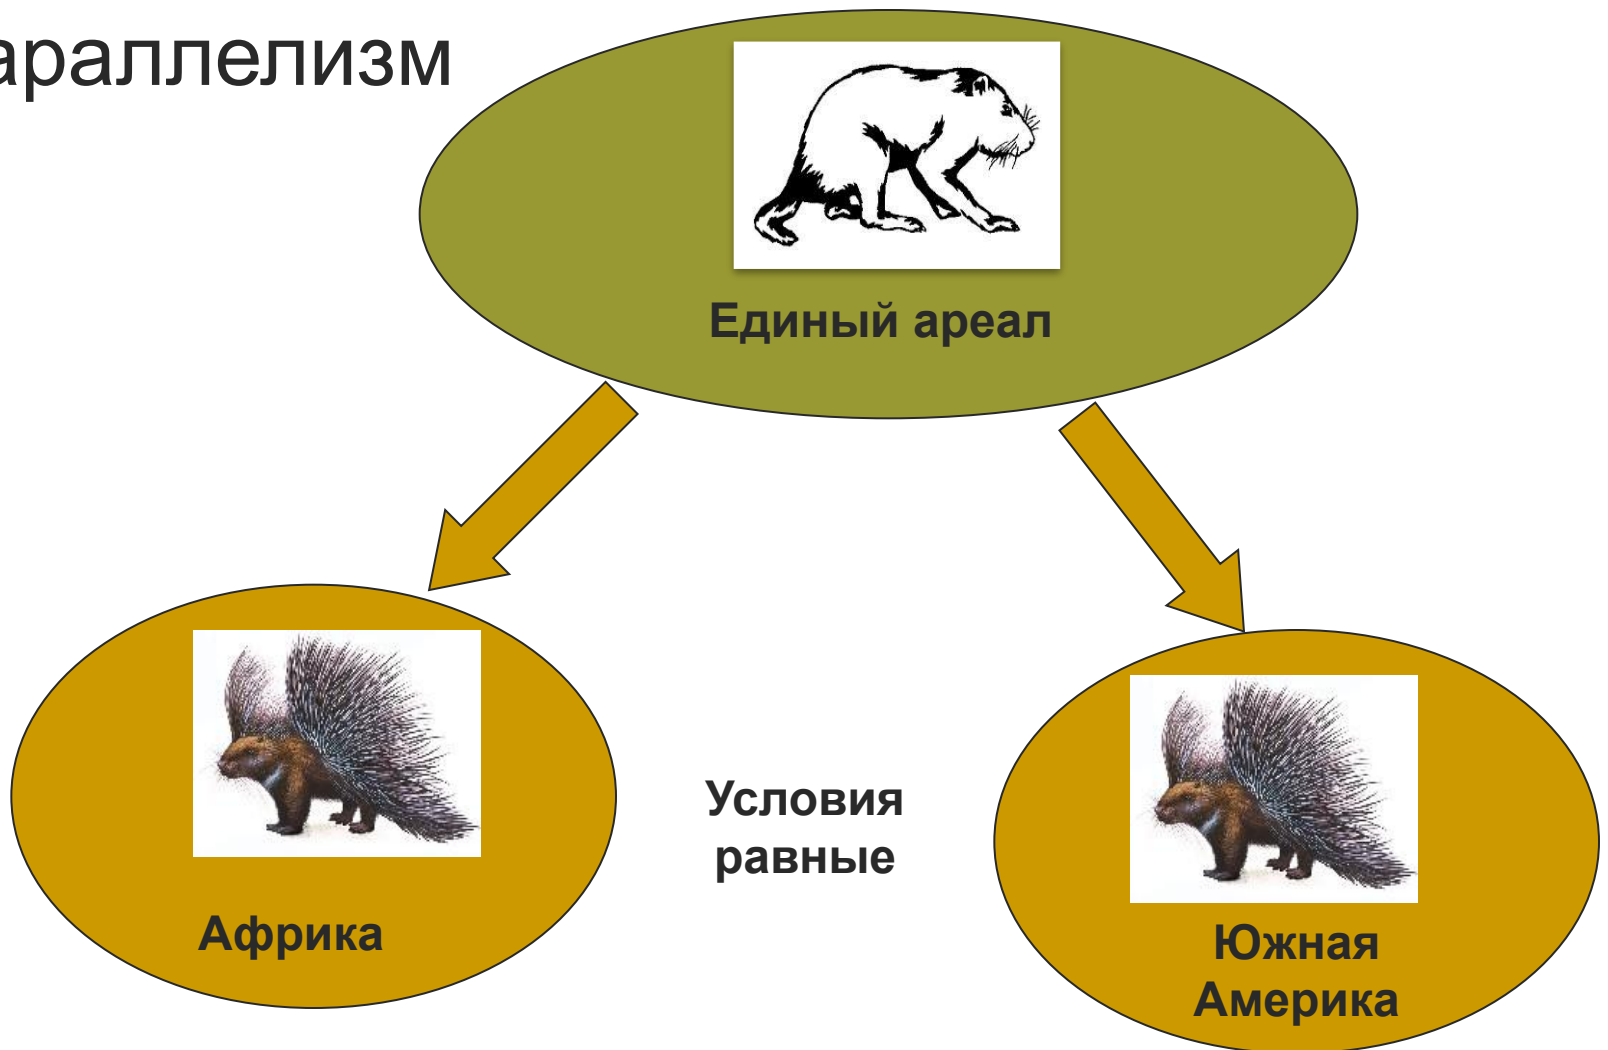 араллелизм
Единый ареал
Условия
равные
Африка
Южная
Америка